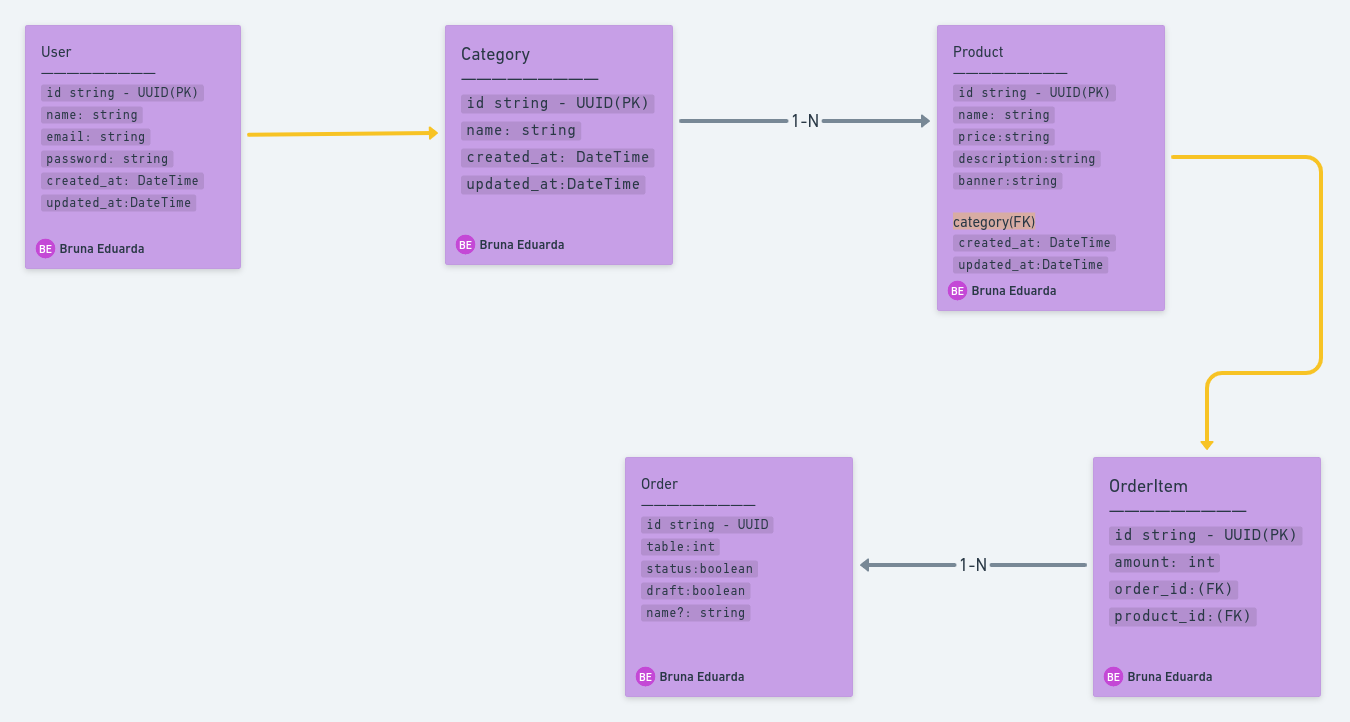 User
—————————
id string - UUID(PK)
name: string
email: string
password: string
created_at: DateTime
updated_at:DateTime
BE Bruna Eduarda
Category
—————————
id string - UUID(PK)
name: string
created_at: DateTime
updated_at:DateTime
BE Bruna Eduarda
1-N
Product
—————————
id string - UUID(PK)
name: string
price:string
description:string
banner:string
category(FK)
created_at: DateTime
updated_at:DateTime
BE Bruna Eduarda
Order
—————————
id string - UUID
table:int
status:boolean
draft:boolean
name?: string
BE Bruna Eduarda
1-N
OrderItem
—————————
id string - UUID(PK)
amount: int
order_id:(FK)
product_id:(FK)
BE Bruna Eduarda